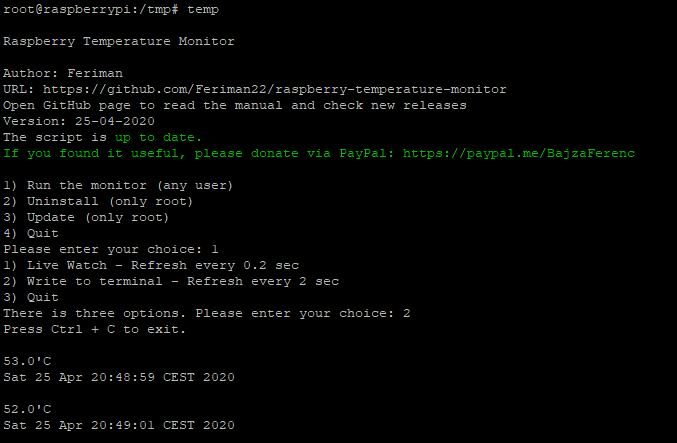 root@raspberrypi:/tmp# temp
Raspberry Temperature Monitor
Author: Feriman
URL: https://github.com/Feriman22/raspberry-temperature-monitor
Open GitHub page to read the manual and check new releases
Version: 25-04-2020
The script is up to date.
If you found it useful, please donate via PayPal: https://paypal.me/BajzaFerenc
1) Run the monitor (any user)
2) Uninstall (only root)
3) Update (only root)
4) Quit
Please enter your choice: 1
1) Live Watch - Refresh every 0.2 sec
2) Write to terminal - Refresh every 2 sec
3) Quit
There is three options. Please enter your choice: 2
Press Ctrl + C to exit.
53.0'C
Sat 25 Apr 20:48:59 CEST 2020
52.0'C
Sat 25 Apr 20:49:01 CEST 2020